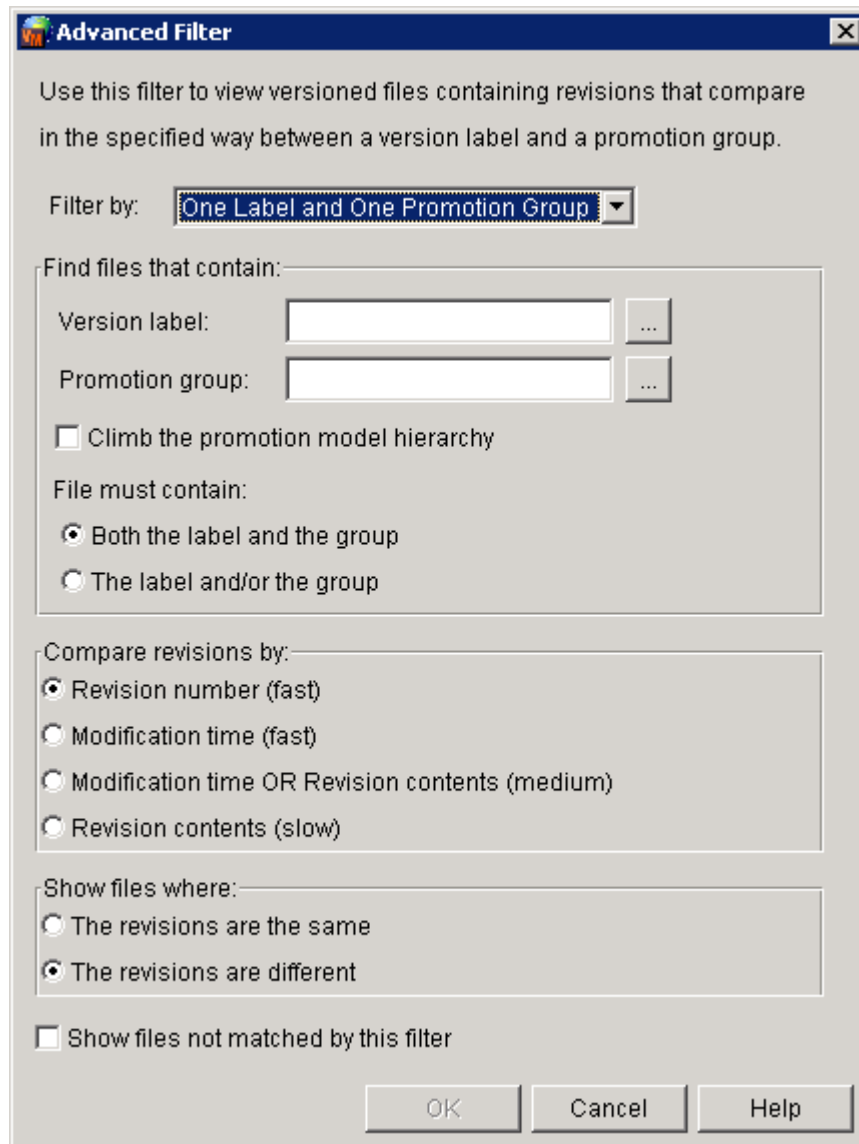 VM Advanced Filter
Use this filter to view versioned files containing revisions that compare
in the specified way between a version label and a promotion group.
Filter by: One Label and One Promotion Group
Find files that contain:
Version label: ...
Promotion group: ...
Climb the promotion model hierarchy
File must contain:
Both the label and the group
The label and/or the group
Compare revisions by:
Revision number (fast)
Modification time (fast)
Modification time OR Revision contents (medium)
Revision contents (slow)
Show files where:
The revisions are the same
The revisions are different
Show files not matched by this filter
OK Cancel Help